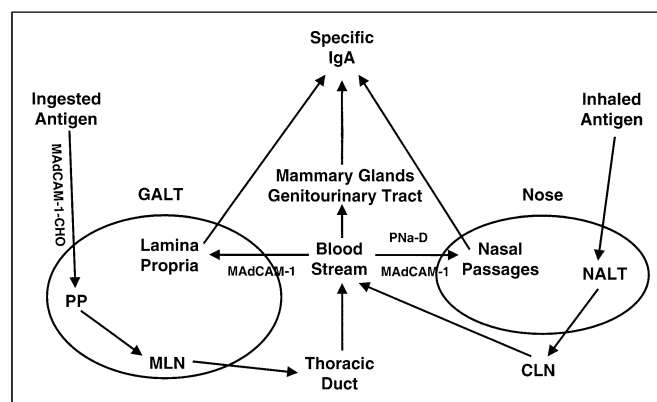 Specific
IgA
Ingested
Antigen
Inhaled
Antigen
MAdCAM-1-CHO
Mammary Glands
Genitourinary Tract
GALT
Nose
PNa-D
Lamina
Propria
MAdCAM-1
Blood
Stream
MAdCAM-1
Nasal
Passages
NALT
PP
MLN
Thoracic
Duct
CLN